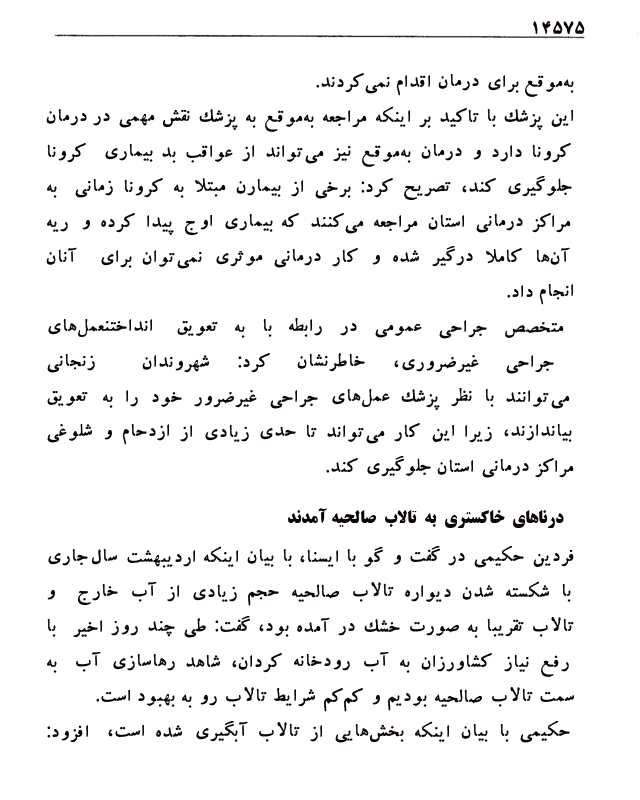 ۱۴۵۷۵
به‌موقع برای درمان اقدام نمی‌کردند.
این پزشك با تاکید بر اینکه مراجعه به‌موقع به پزشك نقش مهمی در درمان
کرونا دارد و درمان به‌موقع نیز می‌تواند از عواقب بد بیماری کرونا
جلوگیری کند، تصریح کرد: برخی از بیمارن مبتلا به کرونا زمانی به
مراکز درمانی استان مراجعه می‌کنند که بیماری اوج پیدا کرده و ریه
آن‌ها کاملا درگیر شده و کار درمانی موثری نمی‌توان برای آنان
انجام داد.
متخصص جراحی عمومی در رابطه با به تعویق انداختنعمل‌های
جراحی غیرضروری، خاطرنشان کرد: شهروندان زنجانی
می‌توانند با نظر پزشك عمل‌های جراحی غیرضرور خود را به تعویق
بیاندازند، زیرا این کار می‌تواند تا حدی زیادی از ازدحام و شلوغی
مراکز درمانی استان جلوگیری کند.
درناهای خاکستری به تالاب صالحیه آمدند
فردین حکیمی در گفت و گو با ایسنا، با بیان اینکه اردیبهشت سال‌جاری
با شکسته شدن دیواره تالاب صالحیه حجم زیادی از آب خارج و
تالاب تقریبا به صورت خشك در آمده بود، گفت: طی چند روز اخیر با
رفع نیاز کشاورزان به آب رودخانه کردان، شاهد رهاسازی آب به
سمت تالاب صالحیه بودیم و کم‌کم شرایط تالاب رو به بهبود است.
حکیمی با بیان اینکه بخش‌هایی از تالاب آبگیری شده است، افزود: